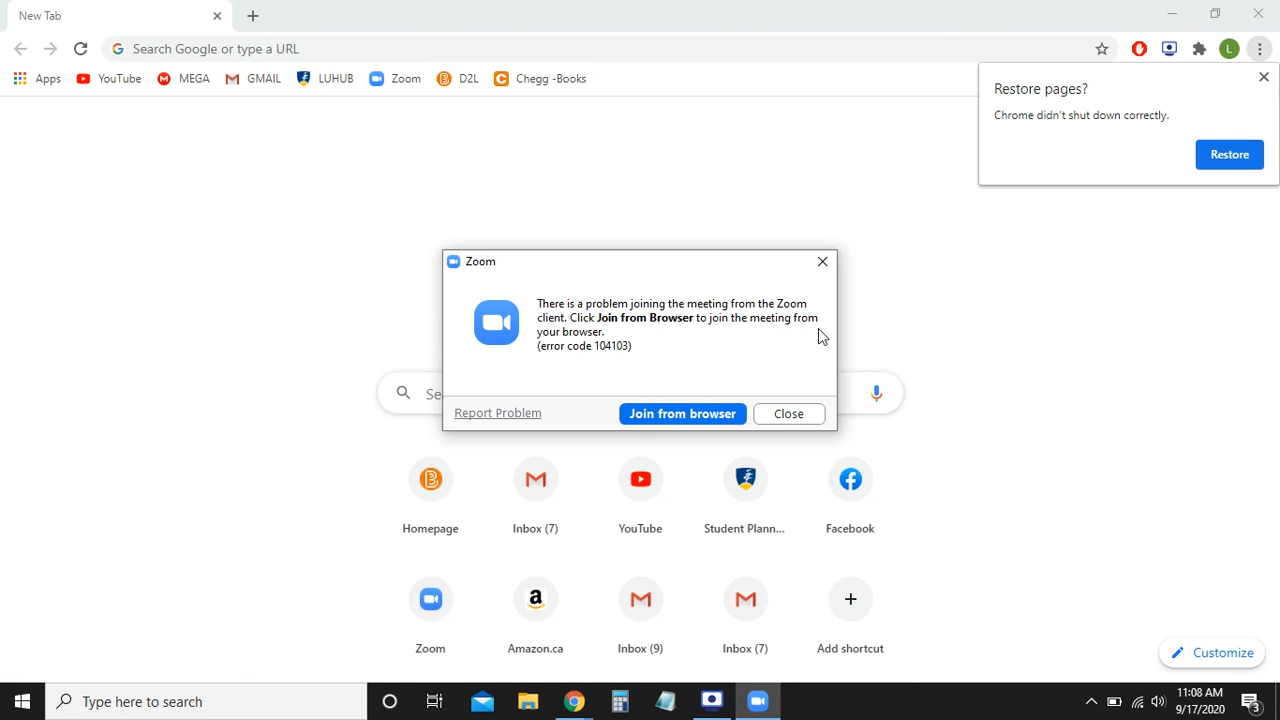 New Tab
Search Google or type a URL
Apps YouTube MEGA GMAIL LUHUB Zoom D2L Chegg -Books
Restore pages?
Chrome didn't shut down correctly.
Restore
Zoom
There is a problem joining the meeting from the Zoom
client. Click Join from Browser to join the meeting from
your browser.
(error code 104103)
Se
Report Problem Join from browser Close
Homepage Inbox (7) YouTube Student Plann... Facebook
Zoom Amazon.ca Inbox (9) Inbox (7) Add shortcut
Customize
Type here to search
11:08 AM
9/17/2020
3
L